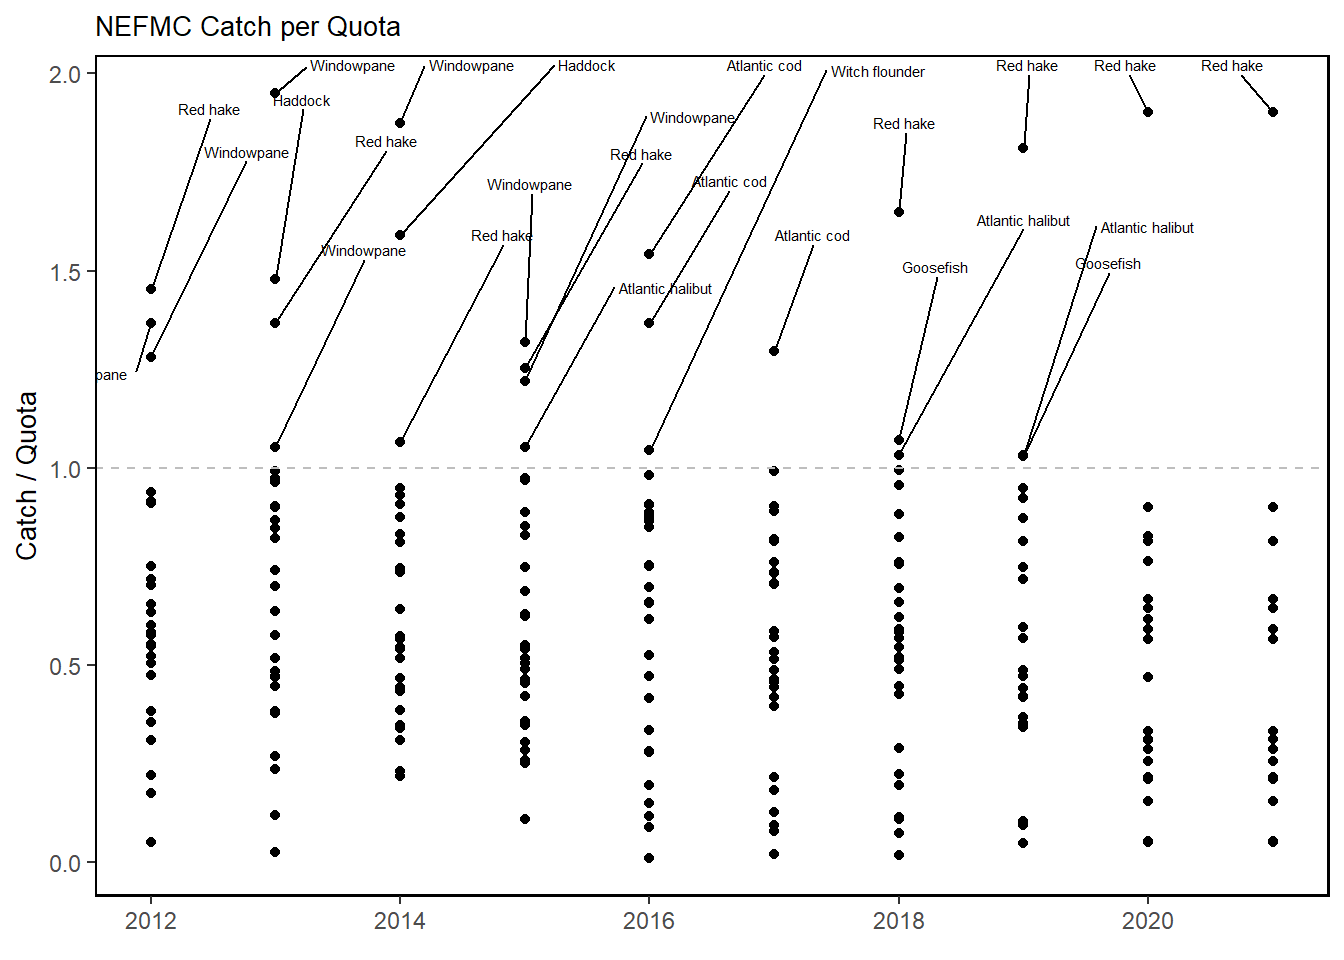 NEFMC Catch per Quota
Catch / Quota
2.0
1.5
1.0
0.5
0.0
Windowpane
Windowpane
Haddock
Atlantic cod
Witch flounder
Red hake
Red hake
Red hake
Haddock
Red hake
Windowpane
Red hake
Red hake
Windowpane
Red hake
Windowpane
Atlantic cod
Atlantic halibut
Atlantic halibut
Red hake
Atlantic cod
Windowpane
Goosefish
Goosefish
Atlantic halibut
pane
2012
2014
2016
2018
2020